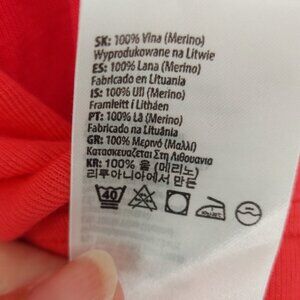 SK: 100% Vlna (Merino)
Wyprodukowane na Litwie
ES: 100% Lana (Merino)
Fabricado en Lituania
IS: 100% Ull (Merino)
Framleitt í Litháen
PT: 100% Lã (Merino)
Fabricado na Lituânia
GR: 100% Μερινό (Μαλλί)
Κατασκευάζεται Στη Λιθουανία
KR: 100% 울 (메리노)
리투아니아에서 만든
40